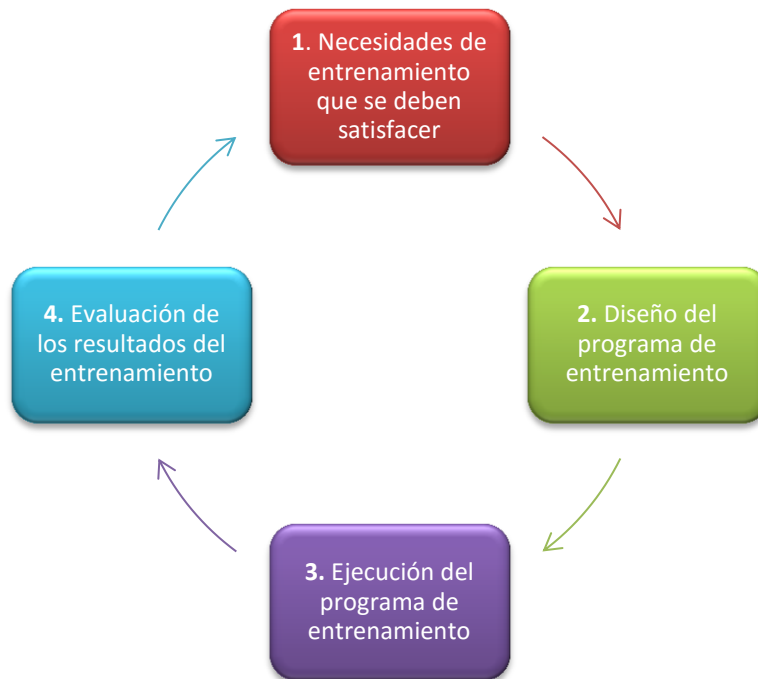 1. Necesidades de
entrenamiento
que se deben
satisfacer
2. Diseño del
programa de
entrenamiento
3. Ejecución del
programa de
entrenamiento
4. Evaluación de
los resultados del
entrenamiento